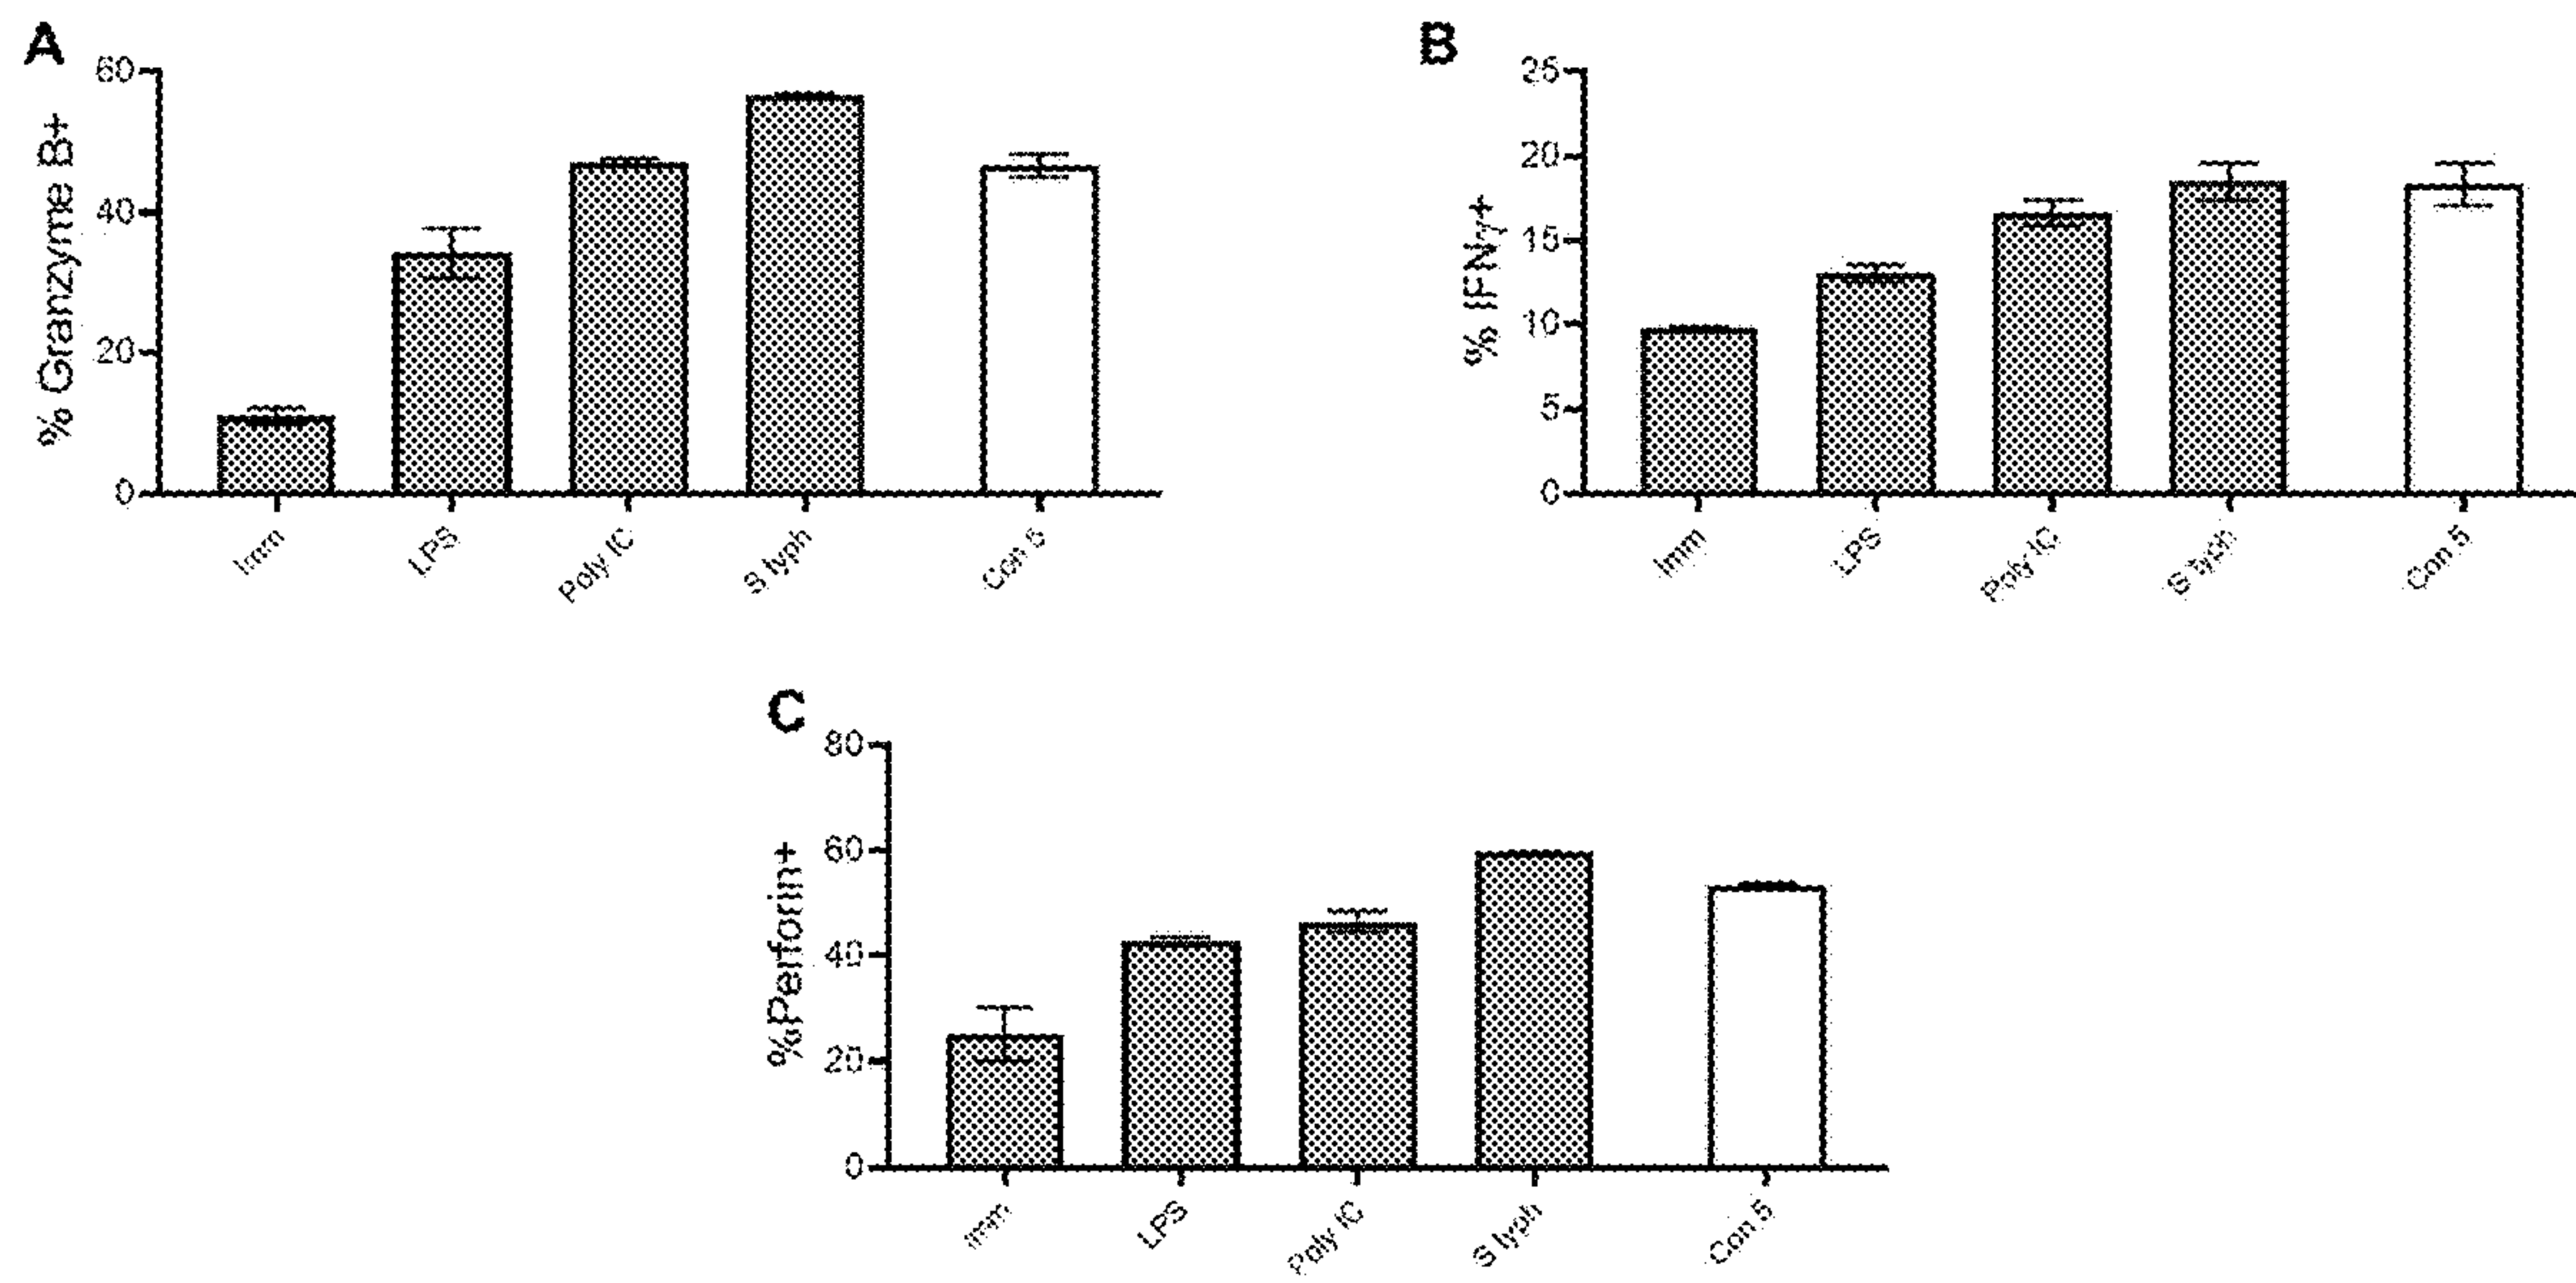 A
% Granzyme B+
60
40
20
0
Imm
LPS
Poly IC
S typh
Con 5
B
% IFNγ+
25
20
15
10
5
0
Imm
LPS
Poly IC
S typh
Con 5
C
%Perforin+
80
60
40
20
0
Imm
LPS
Poly IC
S typh
Con 5